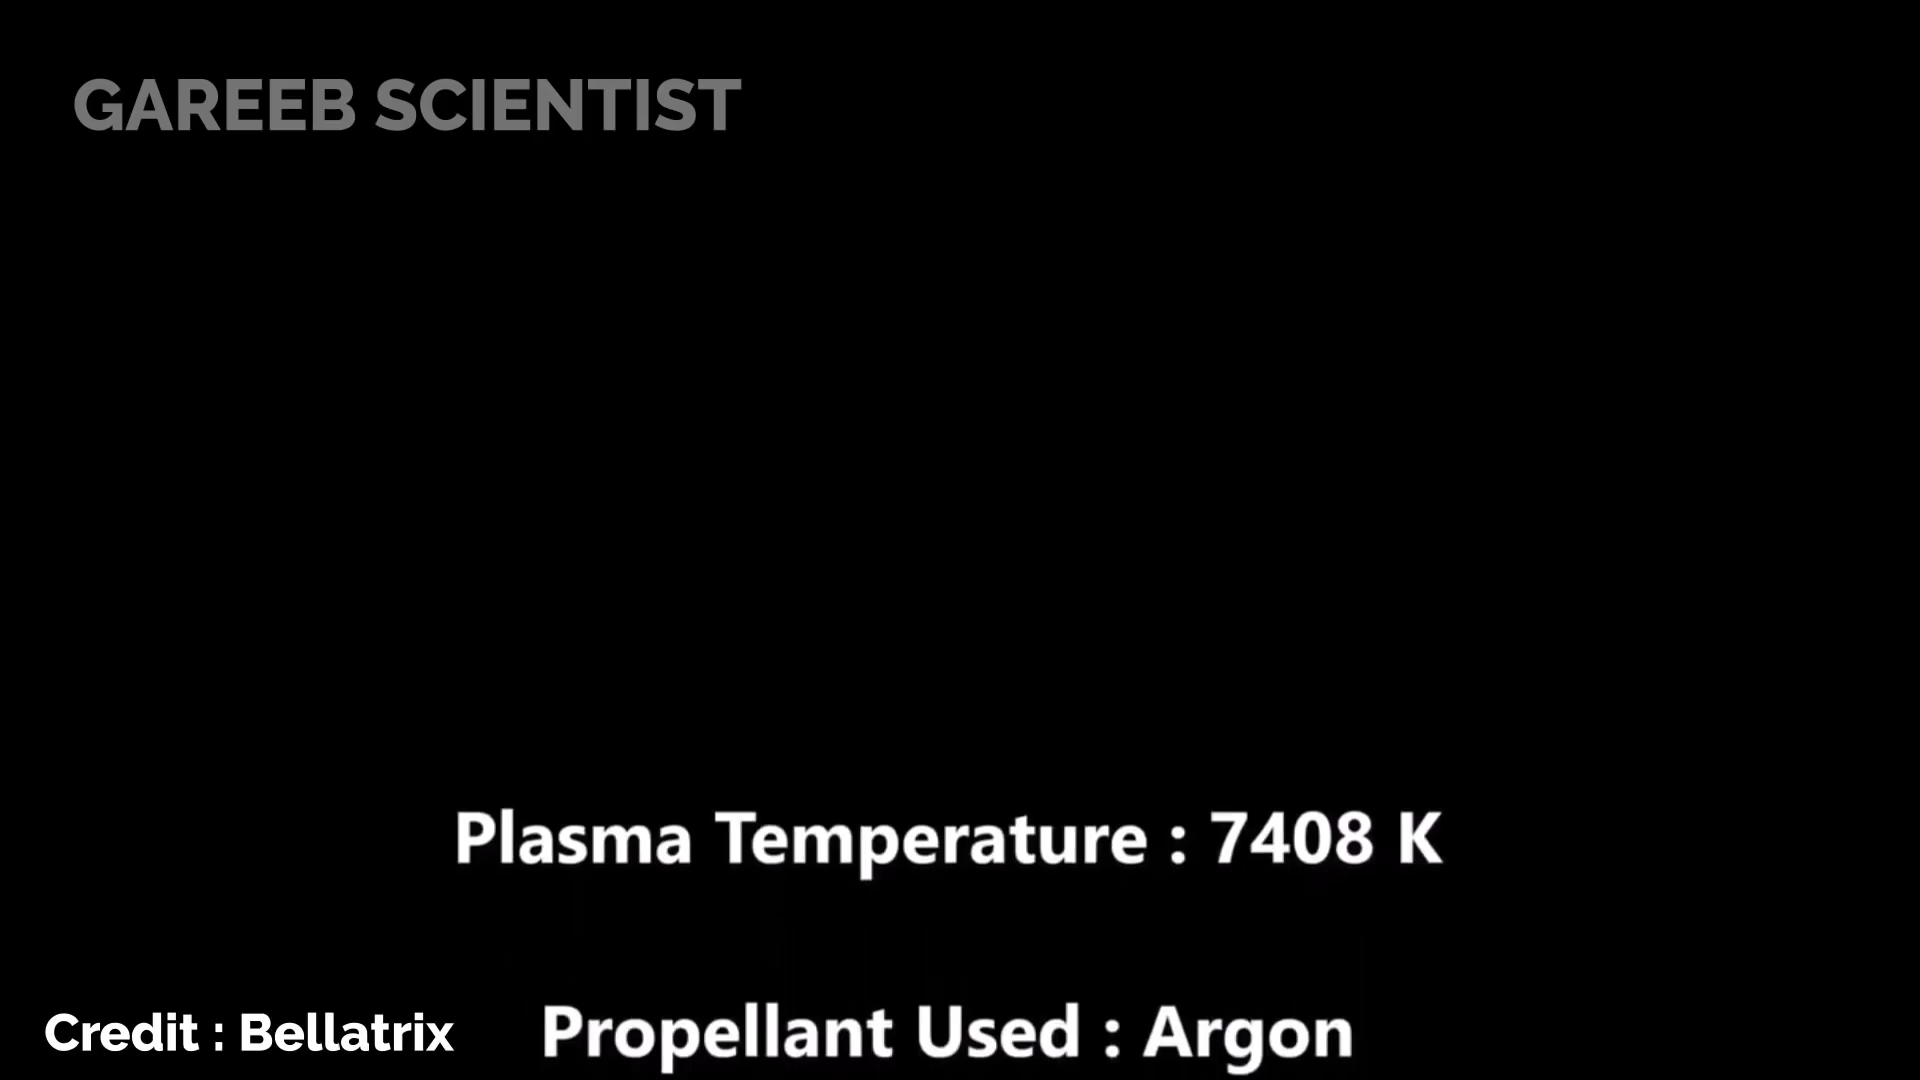 GAREEB SCIENTIST
Plasma Temperature : 7408 K
Propellant Used : Argon
Credit : Bellatrix